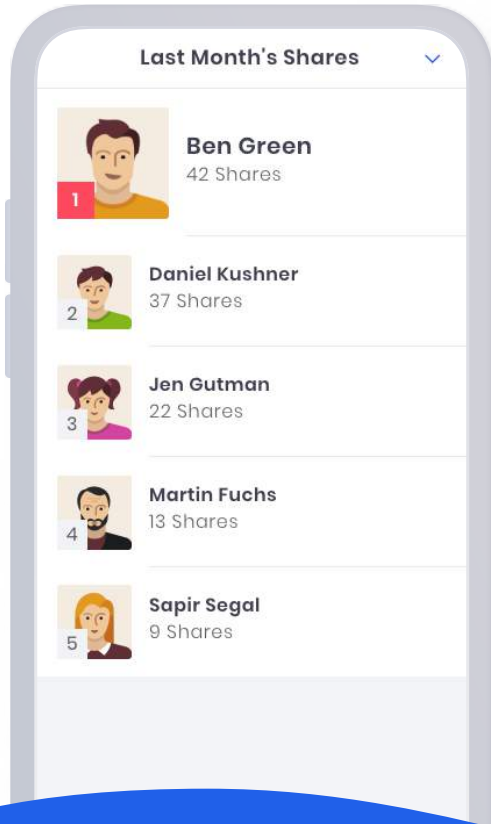 Last Month's Shares
Ben Green
42 Shares
1
Daniel Kushner
37 Shares
2
Jen Gutman
22 Shares
3
Martin Fuchs
13 Shares
4
Sapir Segal
9 Shares
5